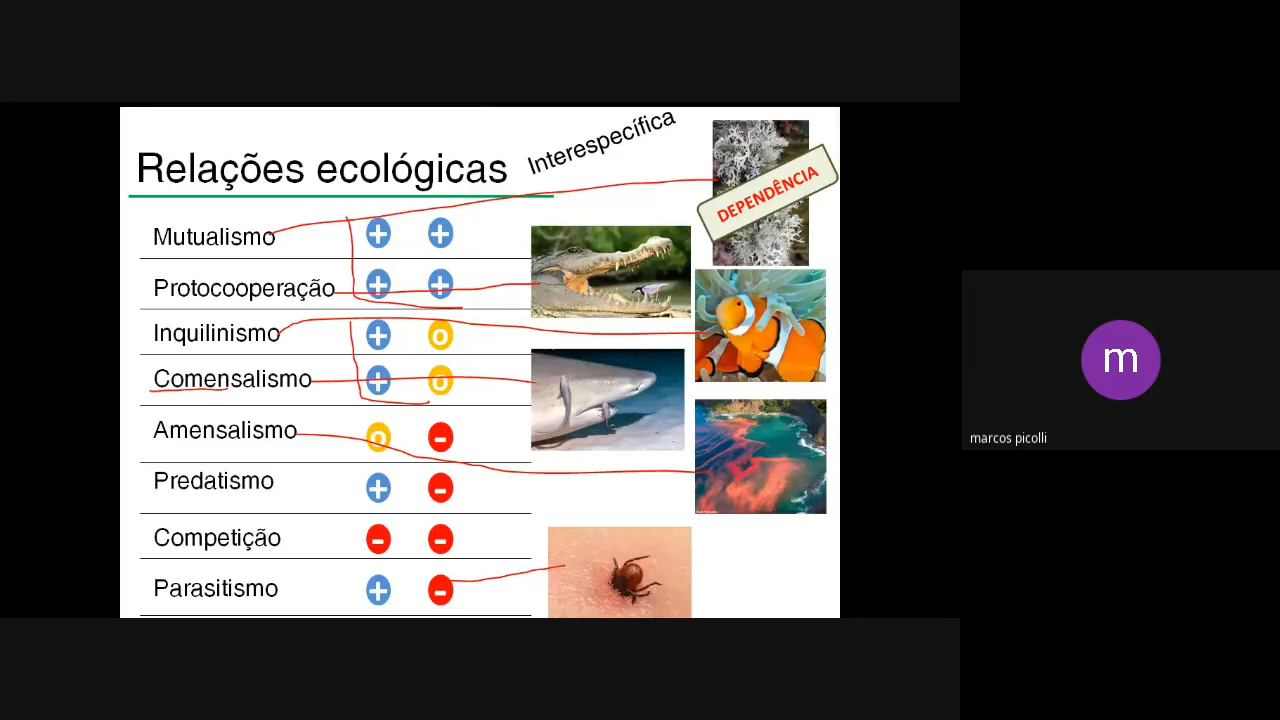 Relações ecológicas
Interespecífica
DEPENDÊNCIA
Mutualismo + +
Protocooperação + +
Inquilinismo + o
Comensalismo + o
Amensalismo o -
Predatismo + -
Competição - -
Parasitismo + -
m
marcos picolli